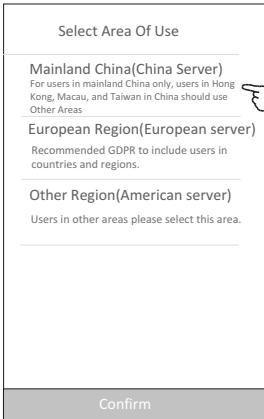 Select Area Of Use
Mainland China(China Server)
For users in mainland China only, users in Hong
Kong, Macau, and Taiwan in China should use
Other Areas
European Region(European server)
Recommended GDPR to include users in
countries and regions.
Other Region(American server)
Users in other areas please select this area.
Confirm